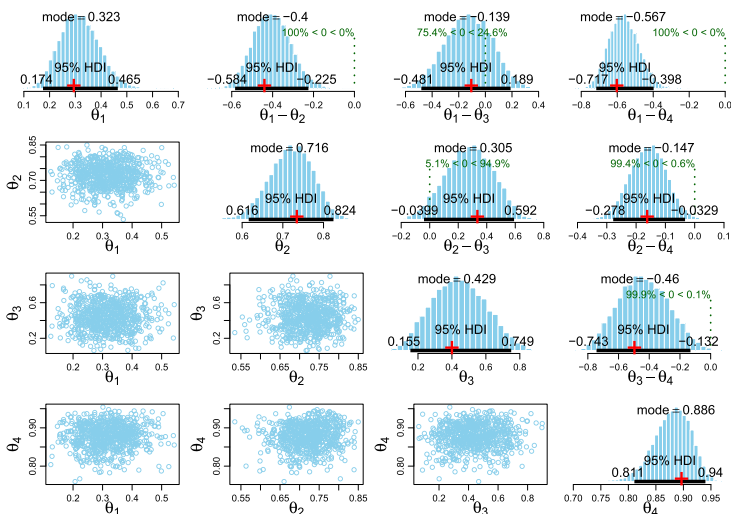 mode = 0.323
95% HDI
0.174 0.465
0.1 0.2 0.3 0.4 0.5 0.6 0.7
θ1
mode = −0.4
100% < 0 < 0%
95% HDI
−0.584 −0.225
−0.6 −0.4 −0.2 0.0
θ1−θ2
mode = −0.139
75.4% < 0 < 24.6%
95% HDI
−0.481 0.189
−0.6 −0.4 −0.2 0.0 0.2 0.4
θ1−θ3
mode = −0.567
100% < 0 < 0%
95% HDI
−0.717 −0.398
−0.8 −0.6 −0.4 −0.2 0.0
θ1−θ4
θ2
0.55 0.70 0.85
0.2 0.3 0.4 0.5
θ1
mode = 0.716
95% HDI
0.616 0.824
0.6 0.7 0.8
θ2
mode = 0.305
5.1% < 0 < 94.9%
95% HDI
−0.0399 0.592
−0.2 0.0 0.2 0.4 0.6 0.8
θ2−θ3
mode = −0.147
99.4% < 0 < 0.6%
95% HDI
−0.278 −0.0329
−0.4 −0.3 −0.2 −0.1 0.0 0.1
θ2−θ4
θ3
0.2 0.6
0.2 0.3 0.4 0.5
θ1
θ3
0.2 0.6
0.55 0.65 0.75 0.85
θ2
mode = 0.429
95% HDI
0.155 0.749
0.2 0.4 0.6 0.8
θ3
mode = −0.46
99.9% < 0 < 0.1%
95% HDI
−0.743 −0.132
−0.8 −0.6 −0.4 −0.2 0.0
θ3−θ4
θ4
0.80 0.90
0.2 0.3 0.4 0.5
θ1
θ4
0.80 0.90
0.55 0.65 0.75 0.85
θ2
θ4
0.80 0.90
0.2 0.4 0.6 0.8
θ3
mode = 0.886
95% HDI
0.811 0.94
0.70 0.75 0.80 0.85 0.90 0.95
θ4